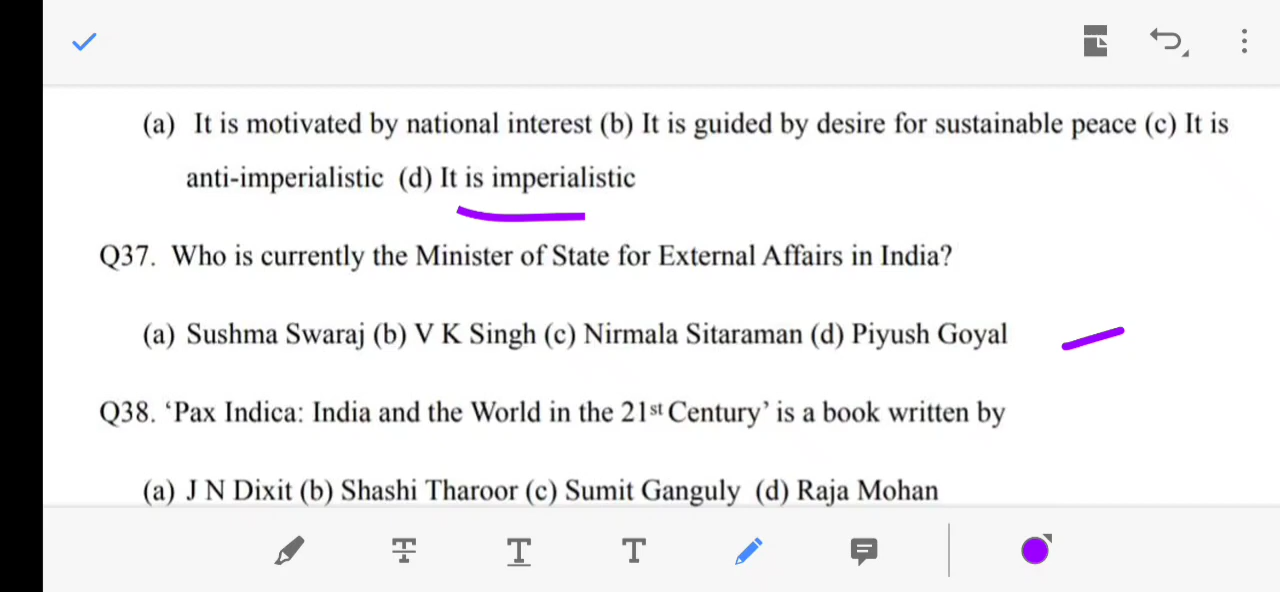 (a) It is motivated by national interest (b) It is guided by desire for sustainable peace (c) It is
anti-imperialistic (d) It is imperialistic
Q37. Who is currently the Minister of State for External Affairs in India?
(a) Sushma Swaraj (b) V K Singh (c) Nirmala Sitaraman (d) Piyush Goyal
Q38. ‘Pax Indica: India and the World in the 21st Century’ is a book written by
(a) J N Dixit (b) Shashi Tharoor (c) Sumit Ganguly (d) Raja Mohan